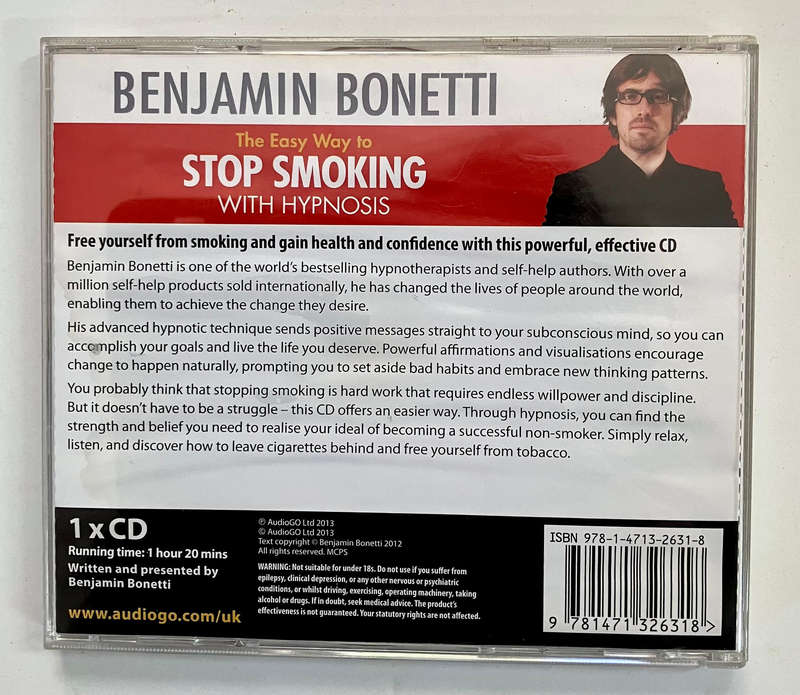 BENJAMIN BONETTI
The Easy Way to
STOP SMOKING
WITH HYPNOSIS
Free yourself from smoking and gain health and confidence with this powerful, effective CD
Benjamin Bonetti is one of the world's bestselling hypnotherapists and self-help authors. With over a
million self-help products sold internationally, he has changed the lives of people around the world,
enabling them to achieve the change they desire.
His advanced hypnotic technique sends positive messages straight to your subconscious mind, so you can
accomplish your goals and live the life you deserve. Powerful affirmations and visualisations encourage
change to happen naturally, prompting you to set aside bad habits and embrace new thinking patterns.
You probably think that stopping smoking is hard work that requires endless willpower and discipline.
But it doesn't have to be a struggle – this CD offers an easier way. Through hypnosis, you can find the
strength and belief you need to realise your ideal of becoming a successful non-smoker. Simply relax,
listen, and discover how to leave cigarettes behind and free yourself from tobacco.
1 x CD
Running time: 1 hour 20 mins
Written and presented by
Benjamin Bonetti
www.audiogo.com/uk
℗ AudioGO Ltd 2013
© AudioGO Ltd 2013
Text copyright © Benjamin Bonetti 2012
All rights reserved. MCPS
WARNING: Not suitable for under 18s. Do not use if you suffer from
epilepsy, clinical depression, or any other nervous or psychiatric
conditions, or whilst driving, exercising, operating machinery, taking
alcohol or drugs. If in doubt, seek medical advice. The product's
effectiveness is not guaranteed. Your statutory rights are not affected.
ISBN 978-1-4713-2631-8
9 781471 326318 >